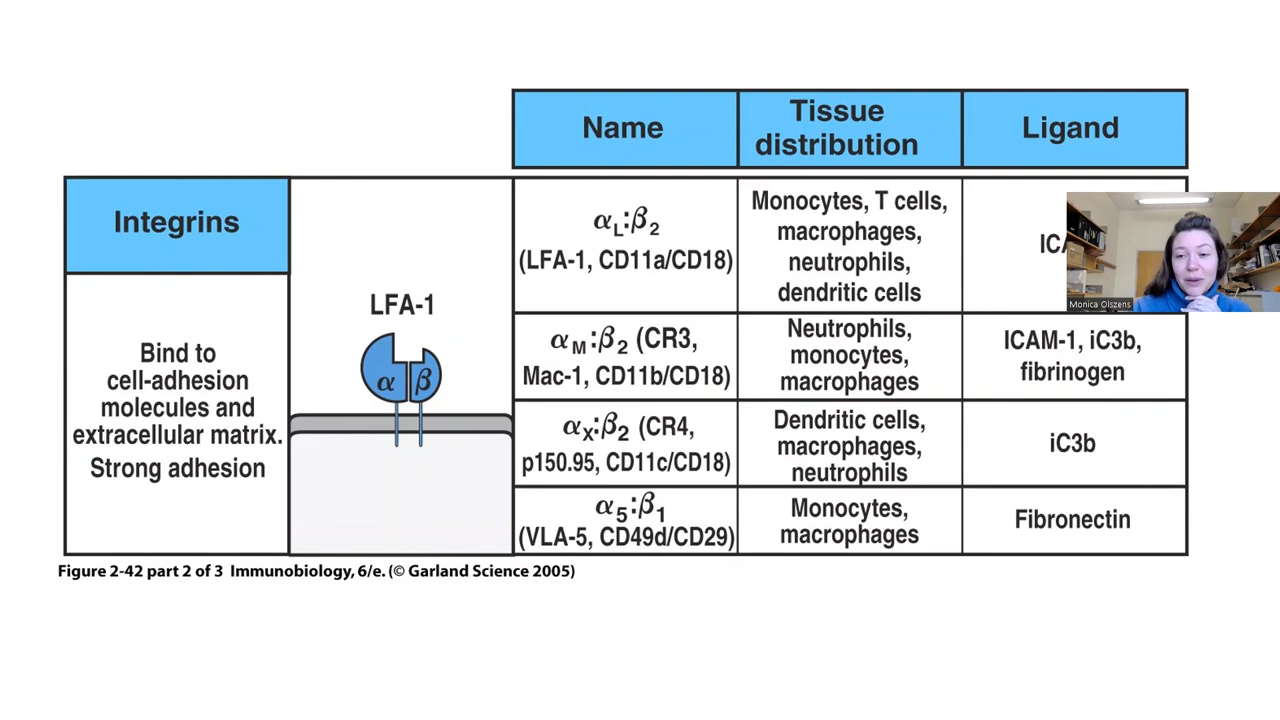 Name
Tissue
distribution
Ligand
Integrins
Bind to
cell-adhesion
molecules and
extracellular matrix.
Strong adhesion
LFA-1
α β
αL:β2
(LFA-1, CD11a/CD18)
Monocytes, T cells,
macrophages,
neutrophils,
dendritic cells
αM:β2 (CR3,
Mac-1, CD11b/CD18)
Neutrophils,
monocytes,
macrophages
ICAM-1, iC3b,
fibrinogen
αX:β2 (CR4,
p150.95, CD11c/CD18)
Dendritic cells,
macrophages,
neutrophils
iC3b
α5:β1
(VLA-5, CD49d/CD29)
Monocytes,
macrophages
Fibronectin
Monica Olszens
Figure 2-42 part 2 of 3 Immunobiology, 6/e. (© Garland Science 2005)